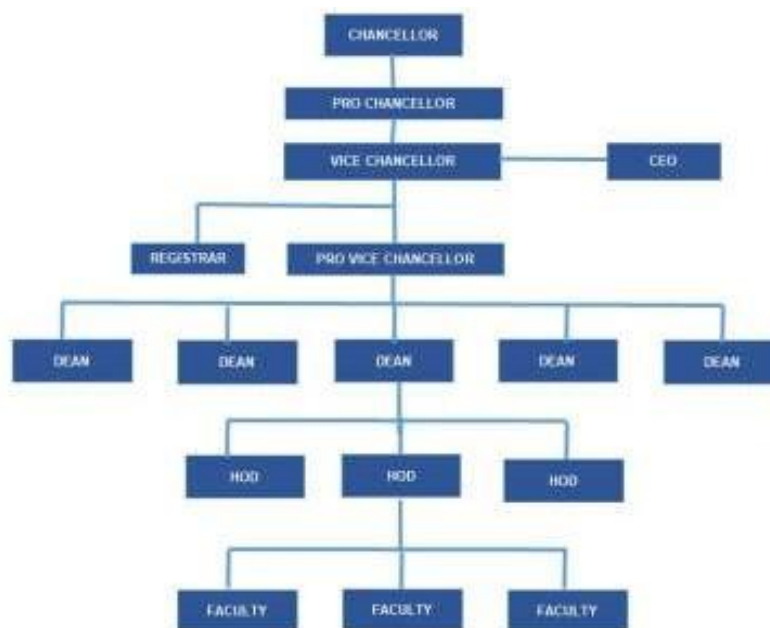 CHANCELLOR
PRO CHANCELLOR
VICE CHANCELLOR
CEO
REGISTRAR
PRO VICE CHANCELLOR
DEAN
DEAN
DEAN
DEAN
DEAN
HOD
HOD
HOD
FACULTY
FACULTY
FACULTY